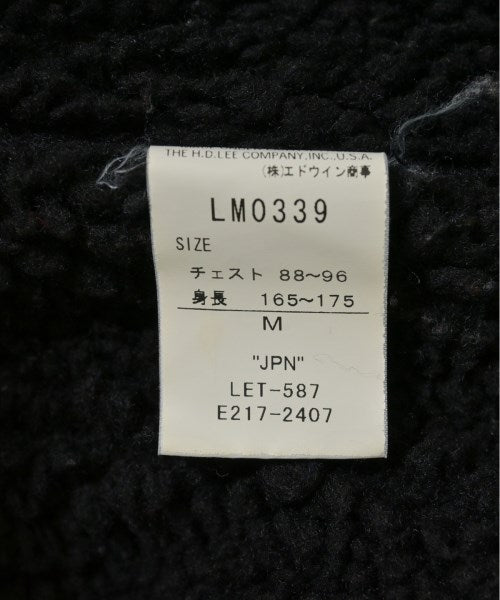 THE H.D.LEE COMPANY,INC.,U.S.A.
(株)エドウイン商事
LM0339
SIZE
チェスト 88~96
身長 165~175
M
"JPN"
LET-587
E217-2407